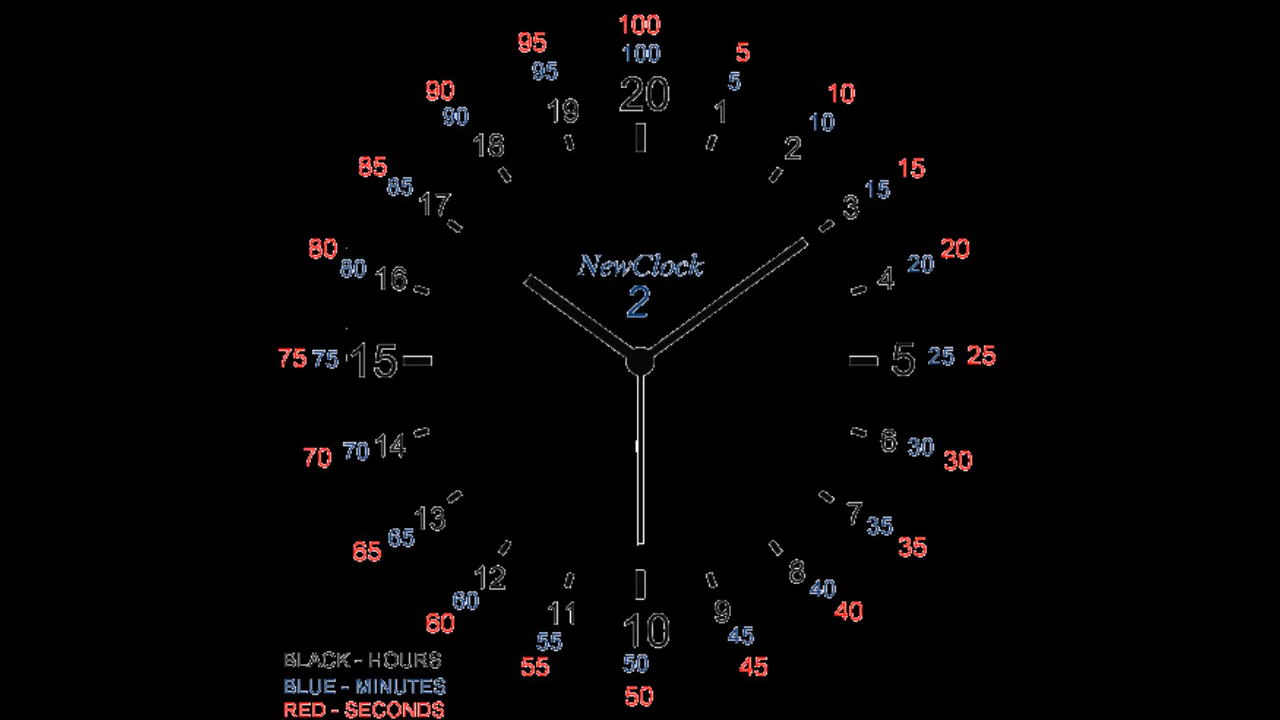 100
95 100 5
95 20 5
90 19 1 10
90 18 2 10
85 17 3 15 15
85
80 NewClock 20
80 16 2 4 20
75 75 15 5 25 25
70 70 14 6 30 30
65 65 13 7 35 35
60 60 12 8 40 40
55 55 11 10 9 45 45
50
50
BLACK - HOURS
BLUE - MINUTES
RED - SECONDS